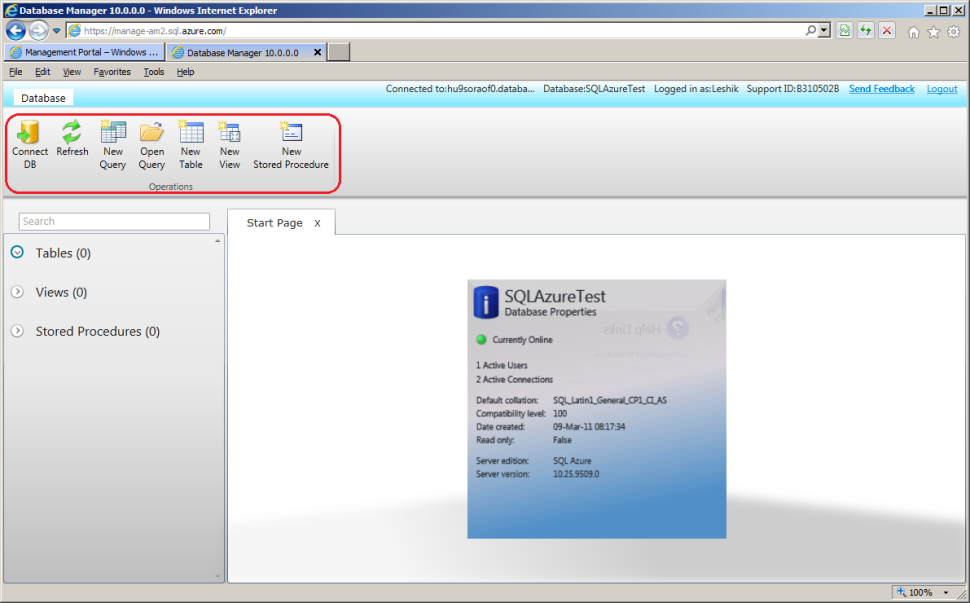 Database Manager 10.0.0.0 - Windows Internet Explorer
https://manage-am2.sql.azure.com/
Management Portal – Windows ... Database Manager 10.0.0.0 X
File Edit View Favorites Tools Help
Connected to:hu9soraof0.databa... Database:SQLAzureTest Logged in as:Leshik Support ID:B310502B Send Feedback Logout
Database
Connect DB
Refresh
New Query
Open Query
New Table
New View
New Stored Procedure
Operations
Search
Start Page X
Tables (0)
Views (0)
Stored Procedures (0)
SQLAzureTest
Database Properties
Help Links
Currently Online
1 Active Users
2 Active Connections
Default collation: SQL_Latin1_General_CP1_CI_AS
Compatibility level: 100
Date created: 09-Mar-11 08:17:34
Read only: False
Server edition: SQL Azure
Server version: 10.25.9509.0
100%